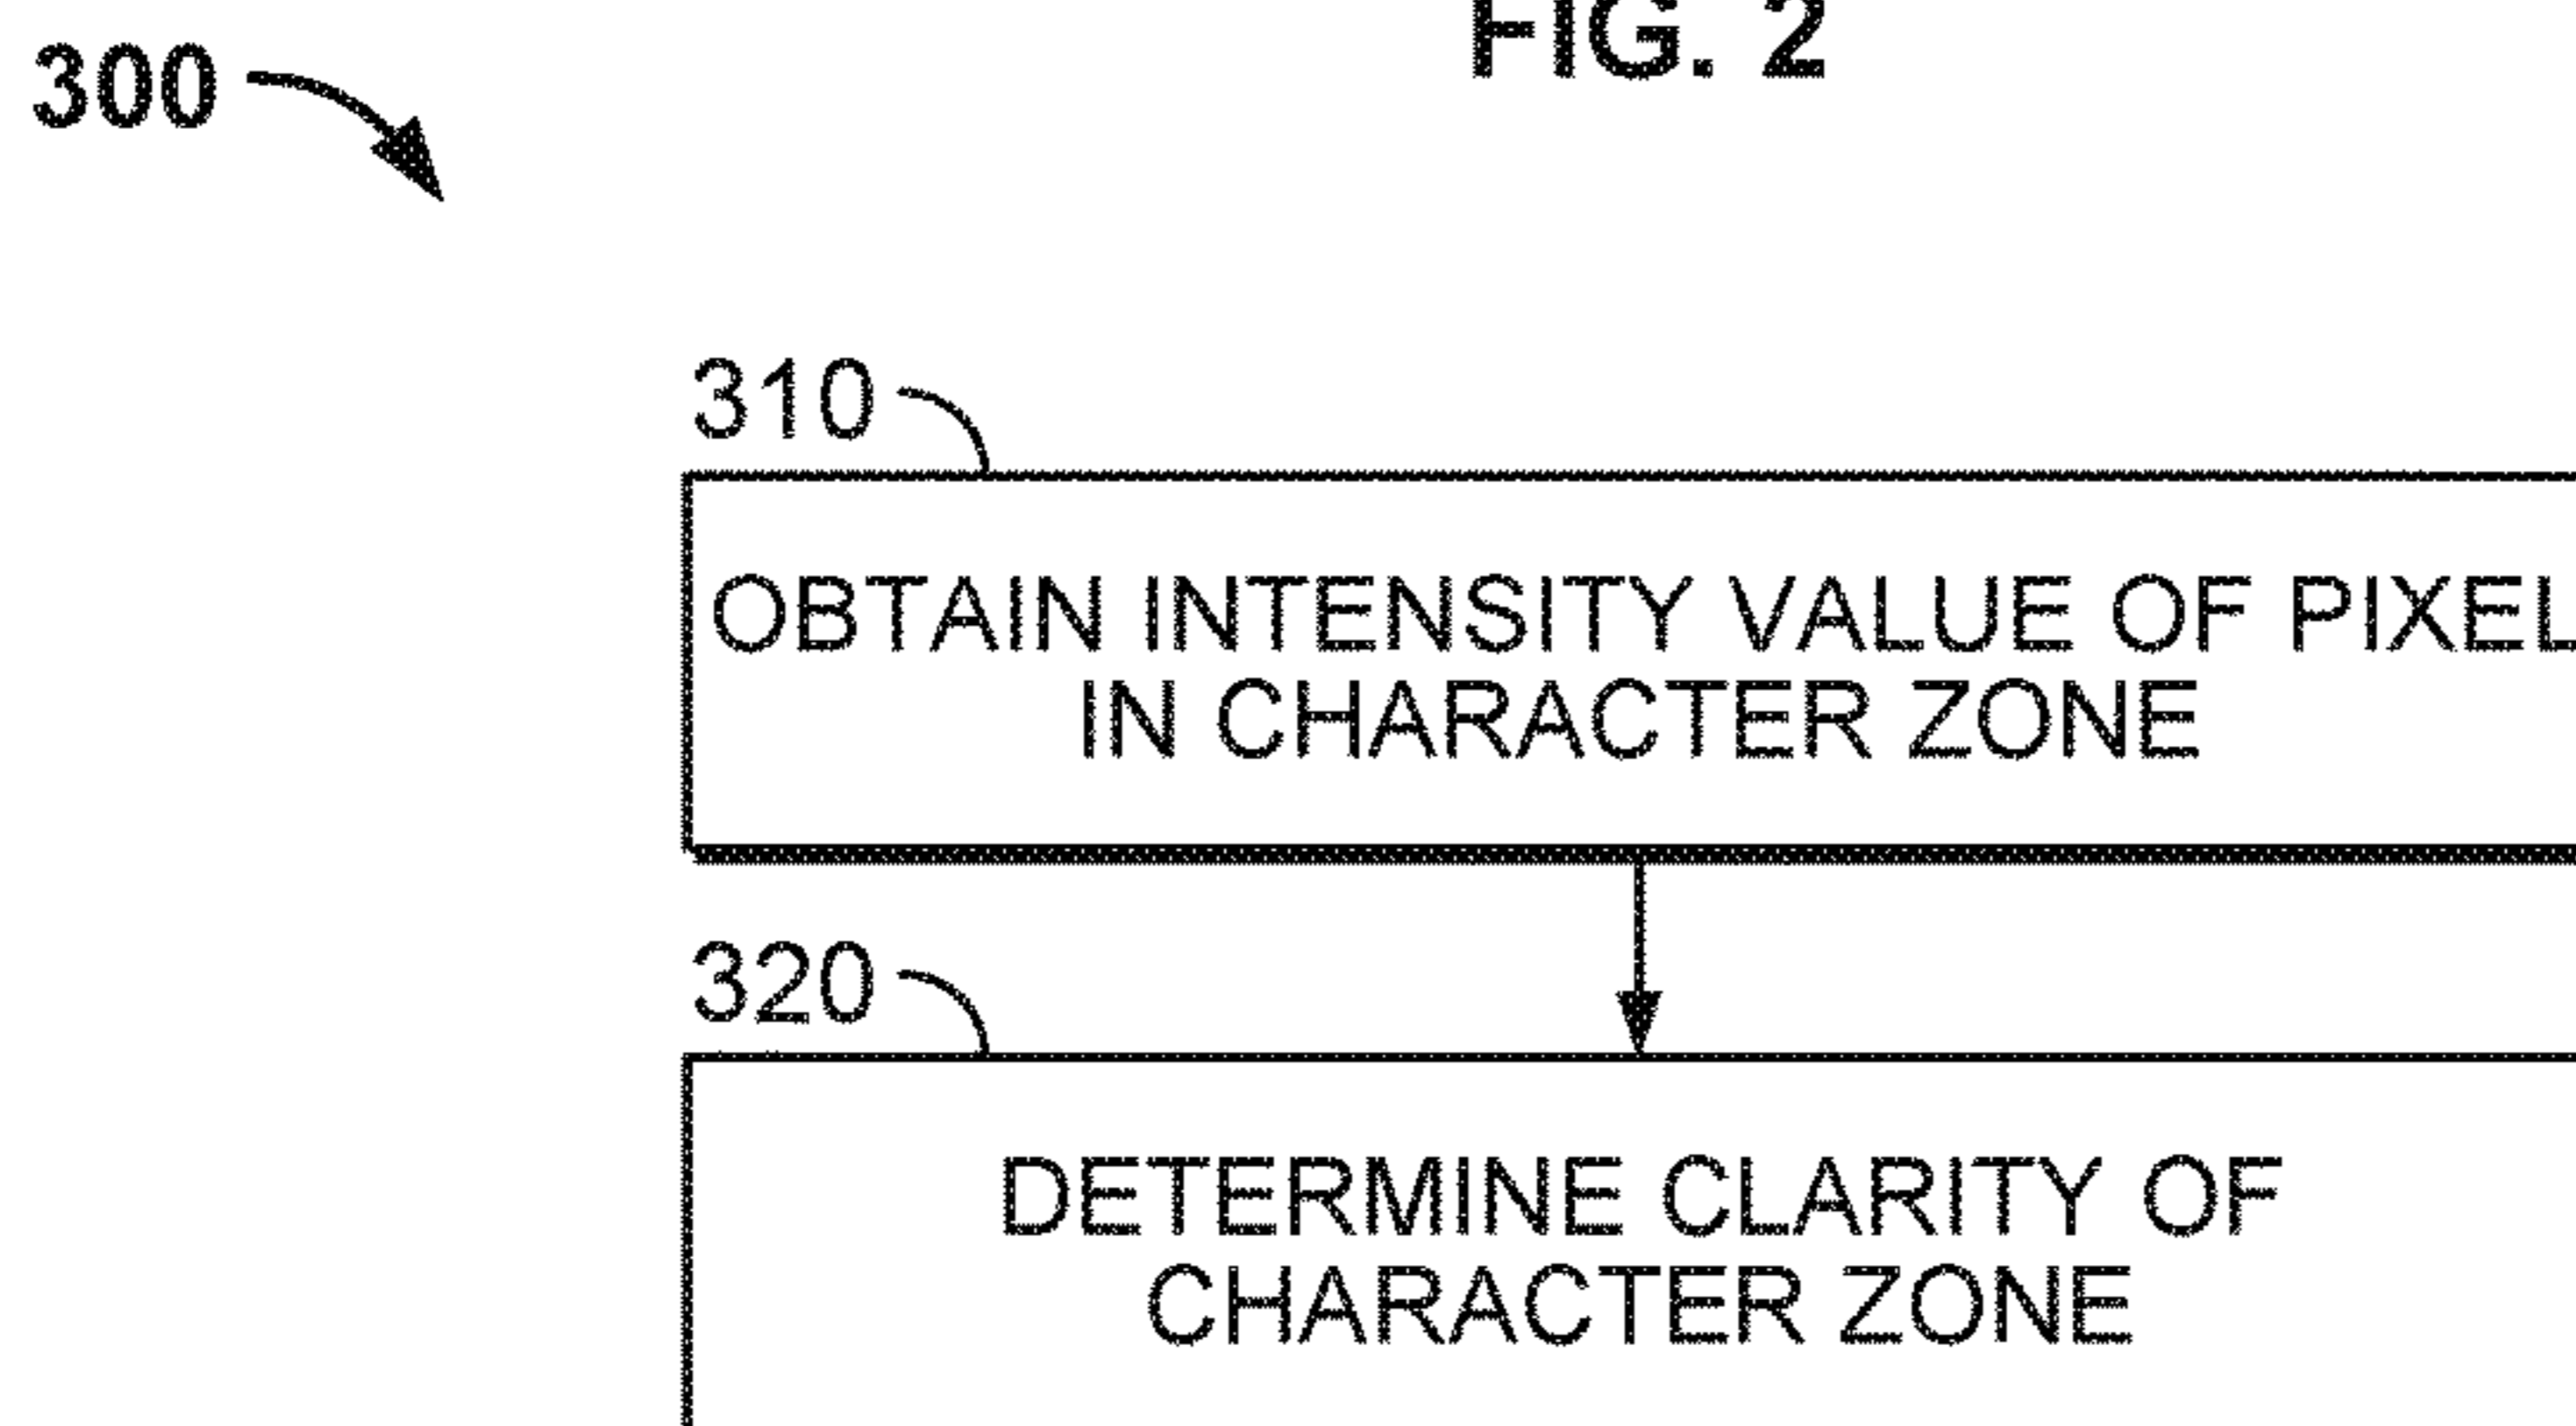 FIG. 2
300
310
OBTAIN INTENSITY VALUE OF PIXEL
IN CHARACTER ZONE
320
DETERMINE CLARITY OF
CHARACTER ZONE